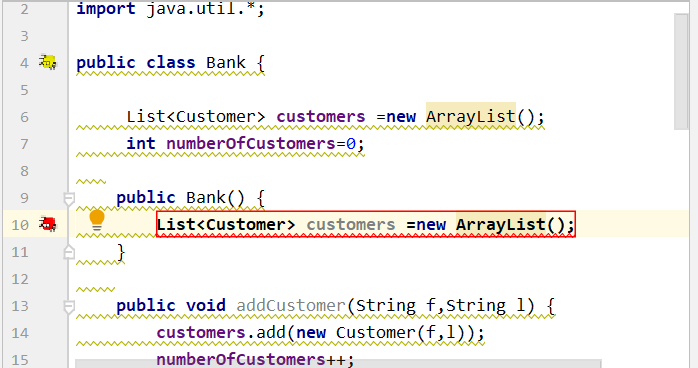 2 import java.util.*;
3
4 public class Bank {
5
6 List<Customer> customers =new ArrayList();
7 int numberOfCustomers=0;
8
9 public Bank() {
10 List<Customer> customers =new ArrayList();
11 }
12
13 public void addCustomer(String f,String l) {
14 customers.add(new Customer(f,l));
15 numberOfCustomers++;